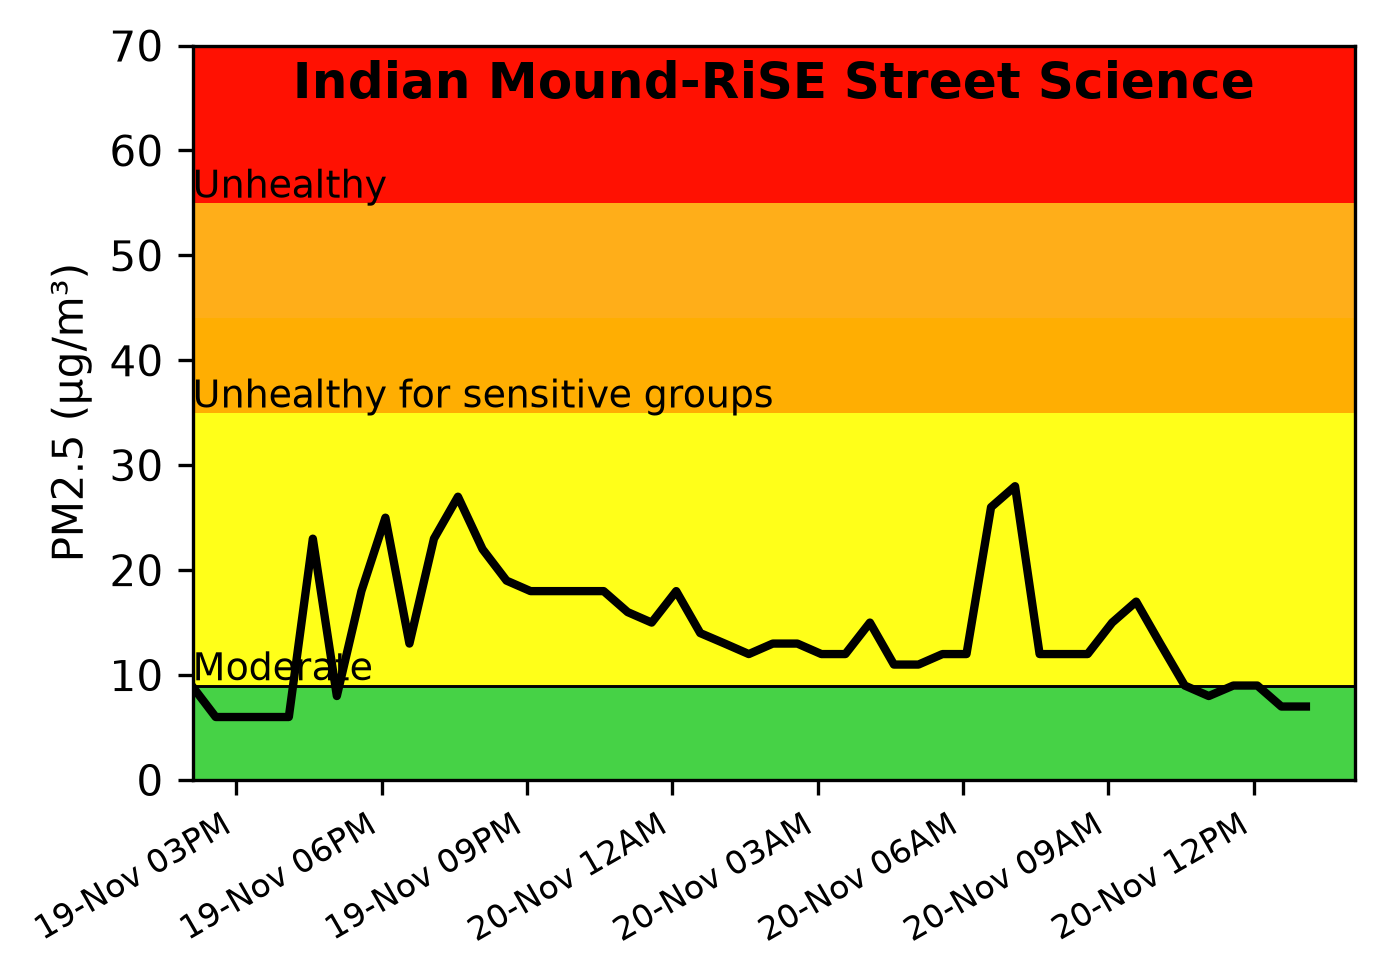 Indian Mound-RiSE Street Science
PM2.5 (µg/m³)
70
60
50
40
30
20
10
0
Unhealthy
Unhealthy for sensitive groups
Moderate
19-Nov 03PM
19-Nov 06PM
19-Nov 09PM
20-Nov 12AM
20-Nov 03AM
20-Nov 06AM
20-Nov 09AM
20-Nov 12PM